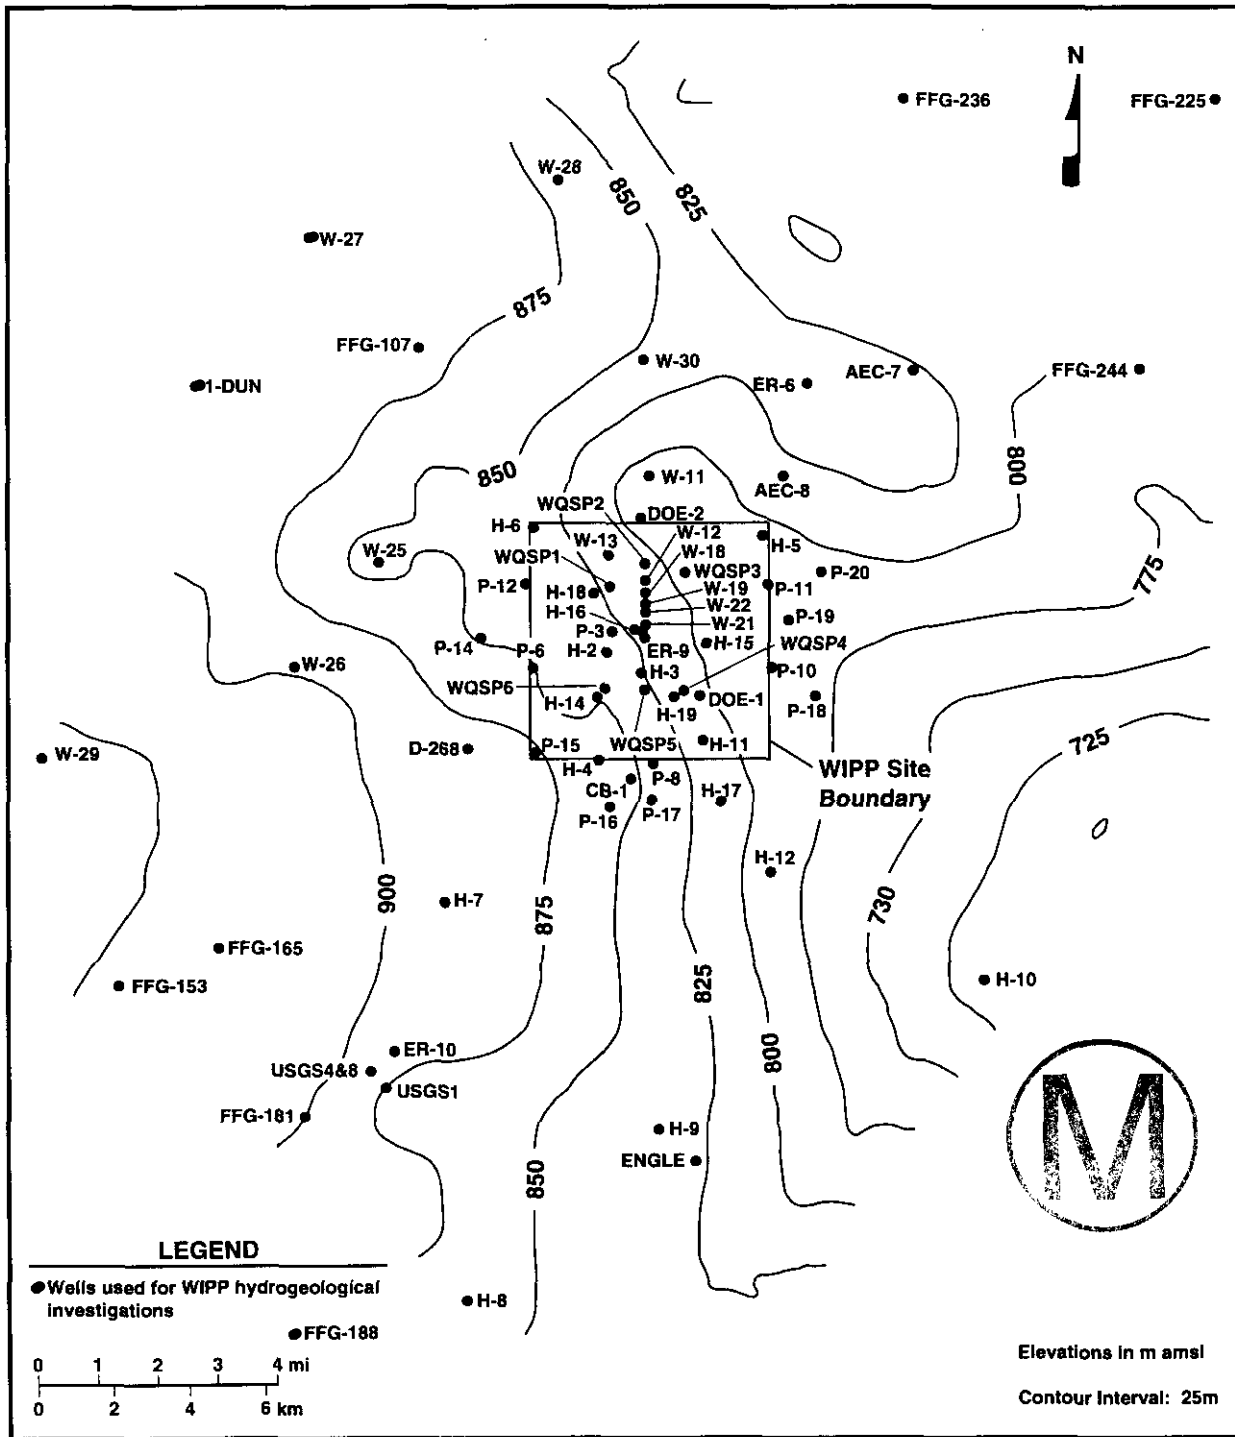 N
FFG-236
FFG-225
W-28
850
825
W-27
875
FFG-107
W-30
ER-6
AEC-7
FFG-244
1-DUN
800
850
W-11
AEC-8
WQSP2
DOE-2
H-6
W-12
H-5
W-13
W-18
W-25
WQSP1
WQSP3
P-20
775
P-12
H-18
W-19
P-11
H-16
W-22
P-19
P-3
W-21
WQSP4
P-14
P-6
H-2
ER-9
H-15
W-26
H-3
P-10
WQSP6
H-14
H-19
DOE-1
P-18
D-268
P-15
WQSP5
H-11
725
W-29
H-4
P-8
WIPP Site
Boundary
CB-1
H-17
P-16
P-17
H-12
900
H-7
875
730
FFG-165
825
H-10
FFG-153
ER-10
800
USGS4&8
USGS1
FFG-181
M
H-9
ENGLE
850
LEGEND
Wells used for WIPP hydrogeological
investigations
H-8
FFG-188
0 1 2 3 4 mi
0 2 4 6 km
Elevations in m amsl
Contour Interval: 25m